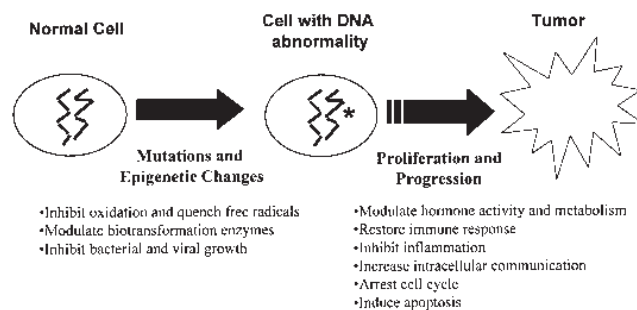 Normal Cell
Cell with DNA
abnormality
Tumor
*
Mutations and
Epigenetic Changes
Proliferation and
Progression
•Inhibit oxidation and quench free radicals
•Modulate biotransformation enzymes
•Inhibit bacterial and viral growth
•Modulate hormone activity and metabolism
•Restore immune response
•Inhibit inflammation
•Increase intracellular communication
•Arrest cell cycle
•Induce apoptosis